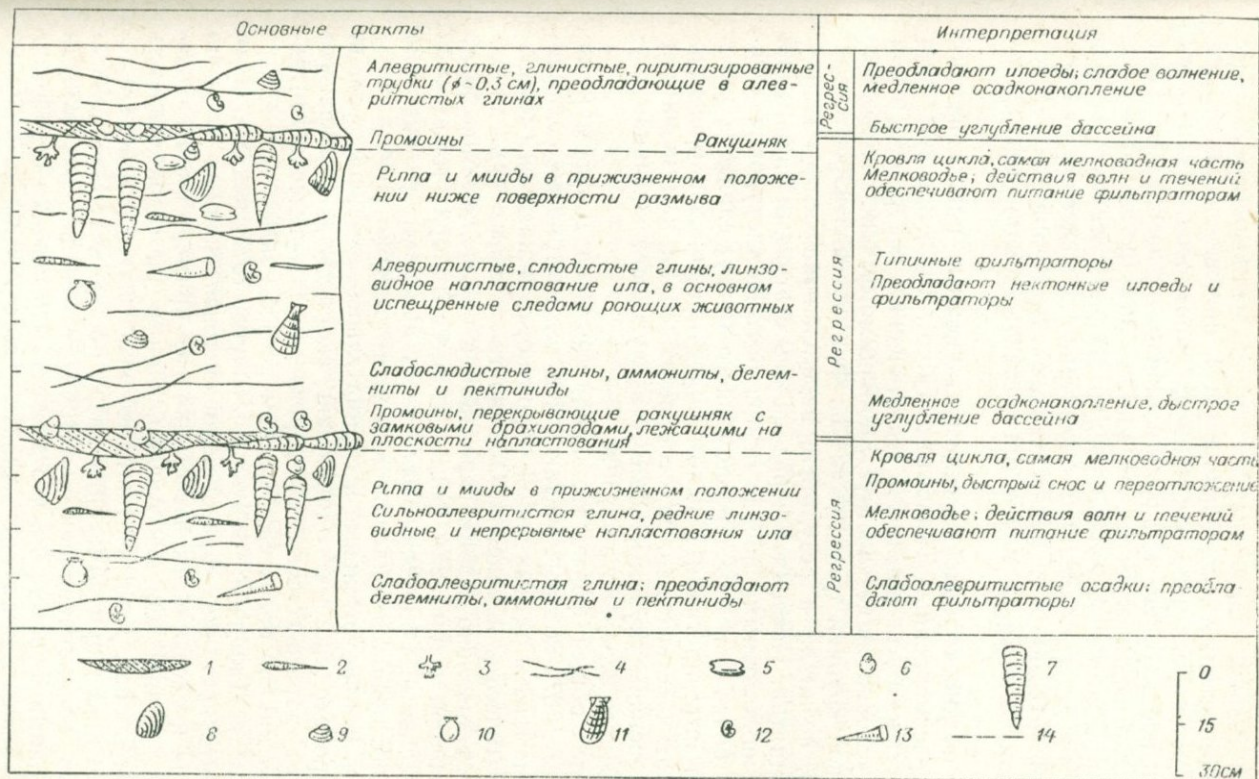 Основные факты
Интерпретация
Алевритистые, глинистые, пиритизированные
трубки (ø~0,3 см), преобладающие в алев-
ритистых глинах
Промоины Ракушняк
Pinna и мииды в прижизненном положе-
нии ниже поверхности размыва
Алевритистые, слюдистые глины, линзо-
видное напластование ила, в основном
испещренные следами роющих животных
Слабослюдистые глины, аммониты, белем-
ниты и пектиниды
Промоины, перекрывающие ракушняк с
замковыми брахиоподами, лежащими на
плоскости напластования
Pinna и мииды в прижизненном положении
Сильноалевритистая глина, редкие линзо-
видные и непрерывные напластования ила
Слабоалевритистая глина; преобладают
белемниты, аммониты и пектиниды
Регрес-
сия
Регрессия
Регрессия
Преобладают илоеды; слабое волнение,
медленное осадконакопление
Быстрое углубление бассейна
Кровля цикла, самая мелководная часть
Мелководье; действия волн и течений
обеспечивают питание фильтраторам
Типичные фильтраторы
Преобладают нектонные илоеды и
фильтраторы
Медленное осадконакопление, быстрое
углубление бассейна
Кровля цикла, самая мелководная часть
Промоины, быстрый снос и переотложение
Мелководье; действия волн и течений
обеспечивают питание фильтраторам
Слабоалевритистые осадки; преобла-
дают фильтраторы
1 2 3 4 5 6 7
8 9 10 11 12 13 14
0
15
30см